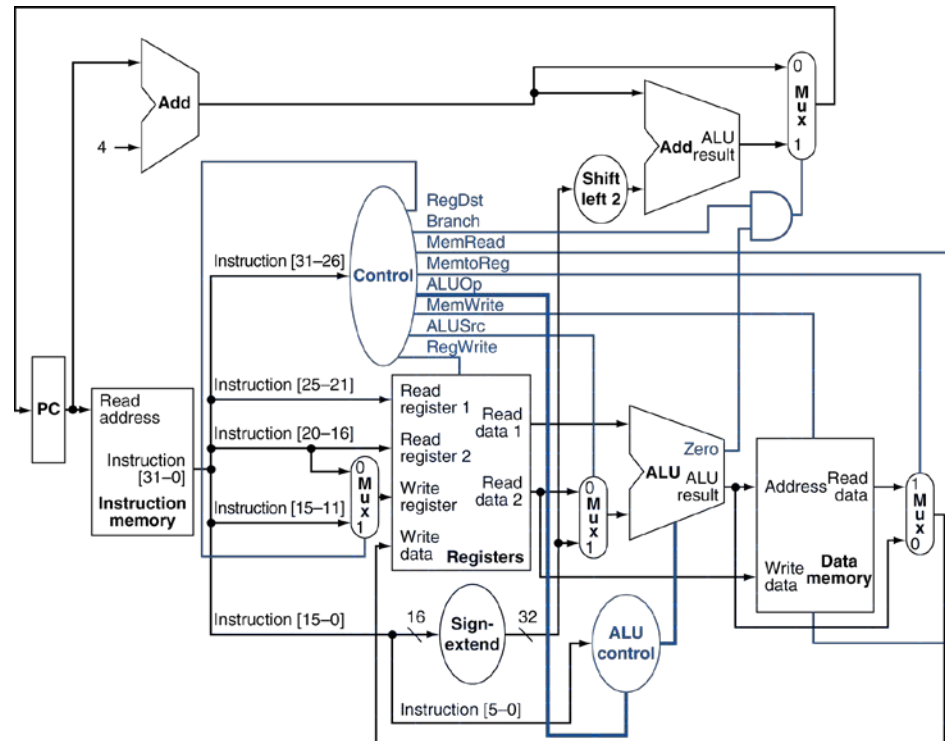 Add
4
0
Mux
1
Add
ALU
result
Shift
left 2
RegDst
Branch
MemRead
MemtoReg
ALUOp
MemWrite
ALUSrc
RegWrite
Instruction [31–26]
Control
PC
Read
address
Instruction
[31–0]
Instruction
memory
Instruction [25–21]
Instruction [20–16]
Instruction [15–11]
0
Mux
1
Read
register 1
Read
register 2
Write
register
Write
data
Read
data 1
Read
data 2
Registers
0
Mux
1
Zero
ALU
ALU
result
Address
Read
data
Write
data
Data
memory
1
Mux
0
Instruction [15–0]
16
Sign-
extend
32
ALU
control
Instruction [5–0]